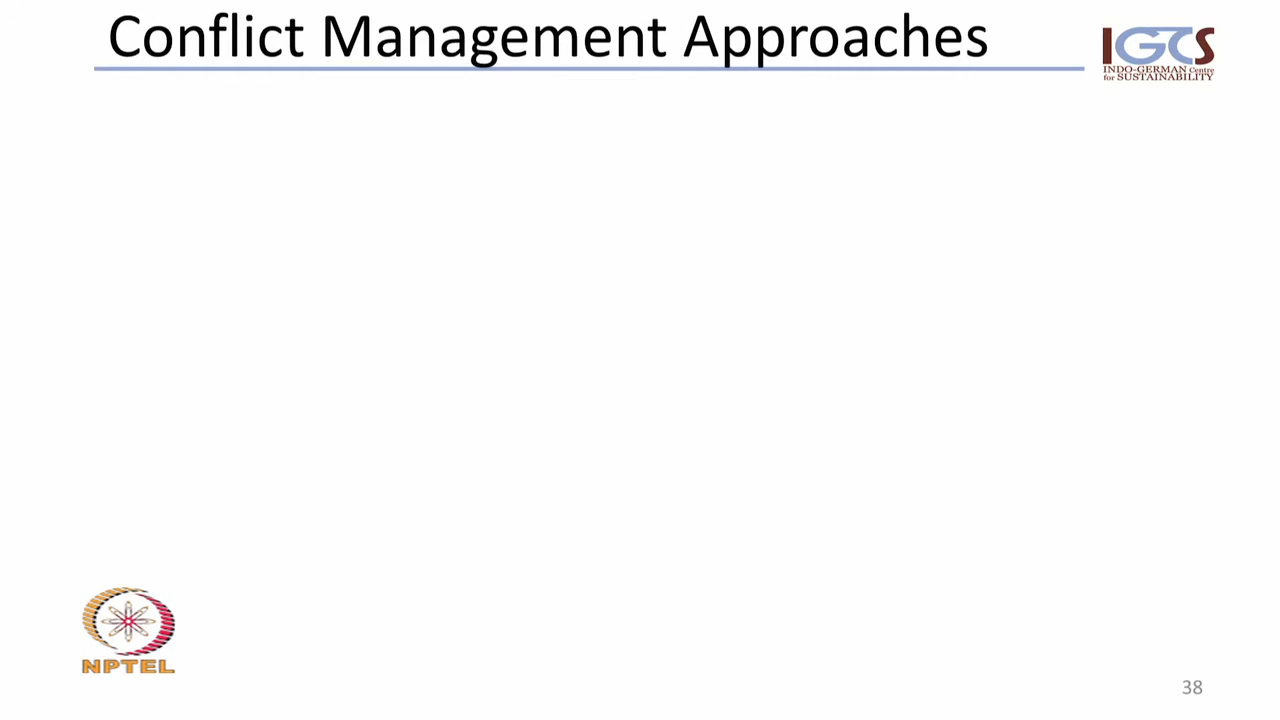 Conflict Management Approaches
IGCS
INDO-GERMAN Centre
for SUSTAINABILITY
NPTEL
38